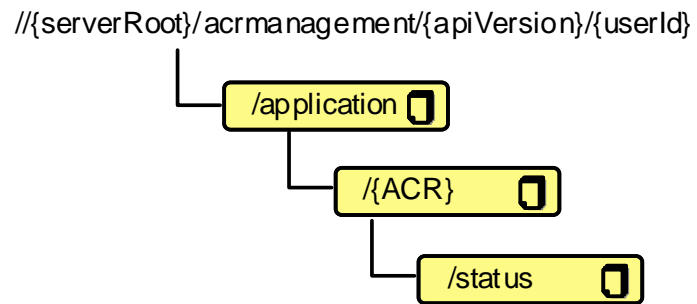 //{serverRoot}/acrmanagement/{apiVersion}/{userId}
/application
/{ACR}
/status